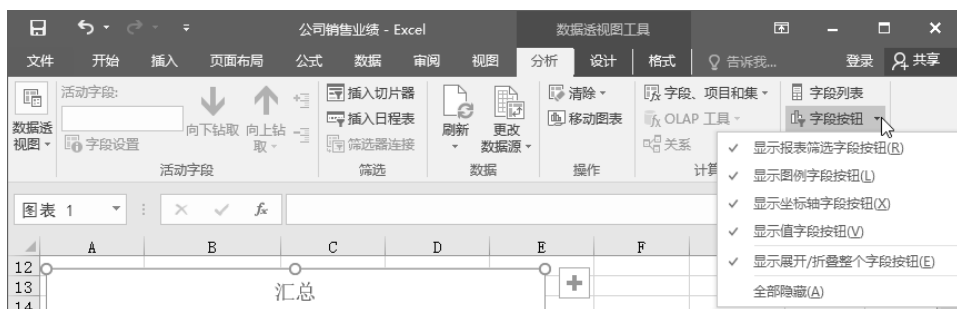 公司销售业绩 - Excel 数据透视图工具
文件 开始 插入 页面布局 公式 数据 审阅 视图 分析 设计 格式 告诉我... 登录 共享
活动字段: 插入切片器 清除 字段、项目和集 字段列表
数据透视图 字段设置 向下钻取 向上钻取 插入日程表 刷新 更改数据源 移动图表 OLAP 工具 字段按钮
筛选器连接 关系
活动字段 筛选 数据 操作 计算
显示报表筛选字段按钮(R)
显示图例字段按钮(L)
显示坐标轴字段按钮(X)
显示值字段按钮(V)
显示展开/折叠整个字段按钮(E)
全部隐藏(A)
图表 1 fx
A B C D E F
12
13 汇总
14